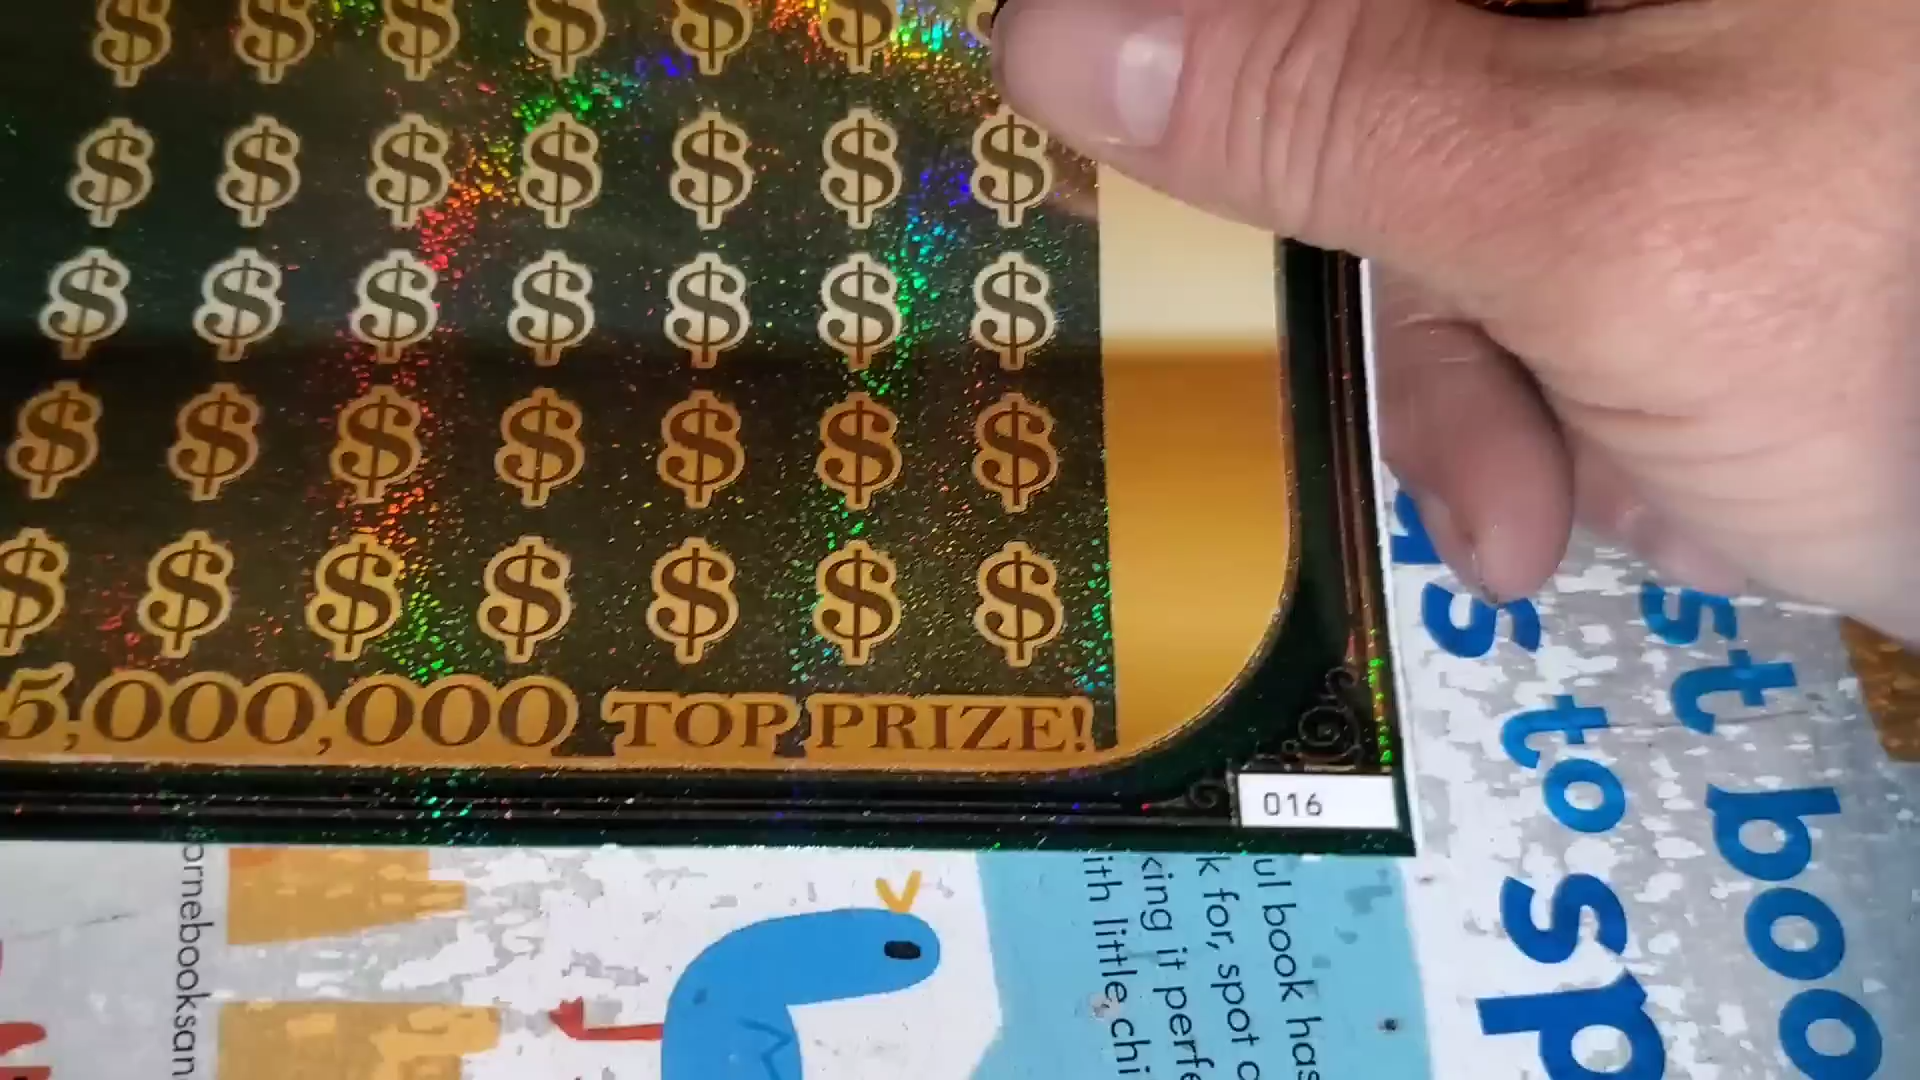 $ $ $ $ $ $
$ $ $ $ $ $ $
$ $ $ $ $ $ $
$ $ $ $ $ $ $
$ $ $ $ $ $ $
5,000,000 TOP PRIZE!
016
st boo
s to sp
ul book has
k for, spot
king it perfe
ith little, chi
ornebooksan